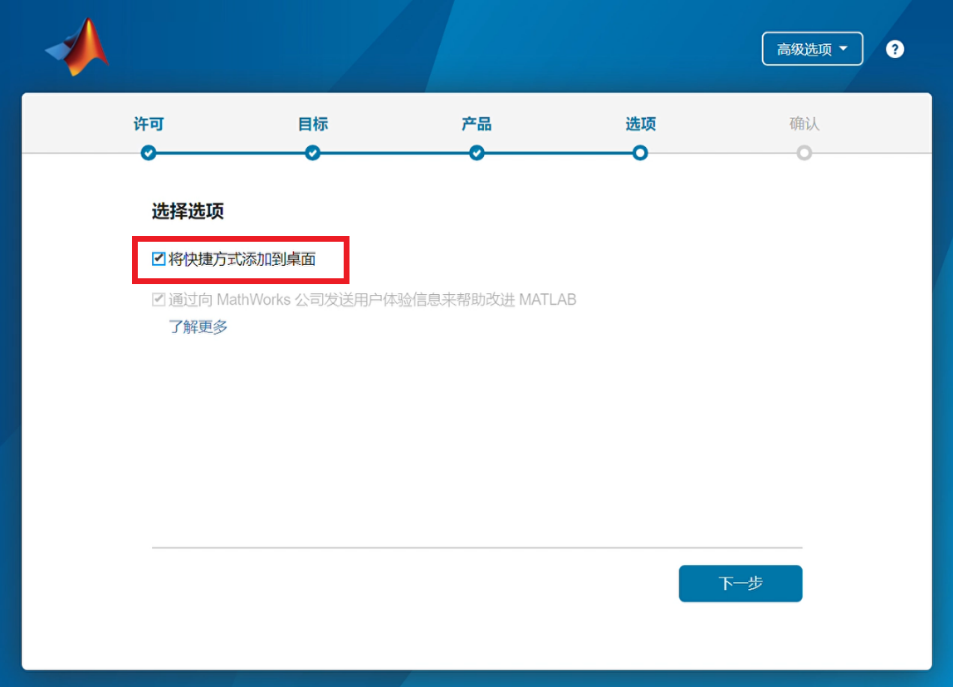 高级选项
?
许可 目标 产品 选项 确认
选择选项
将快捷方式添加到桌面
通过向 MathWorks 公司发送用户体验信息来帮助改进 MATLAB
了解更多
下一步